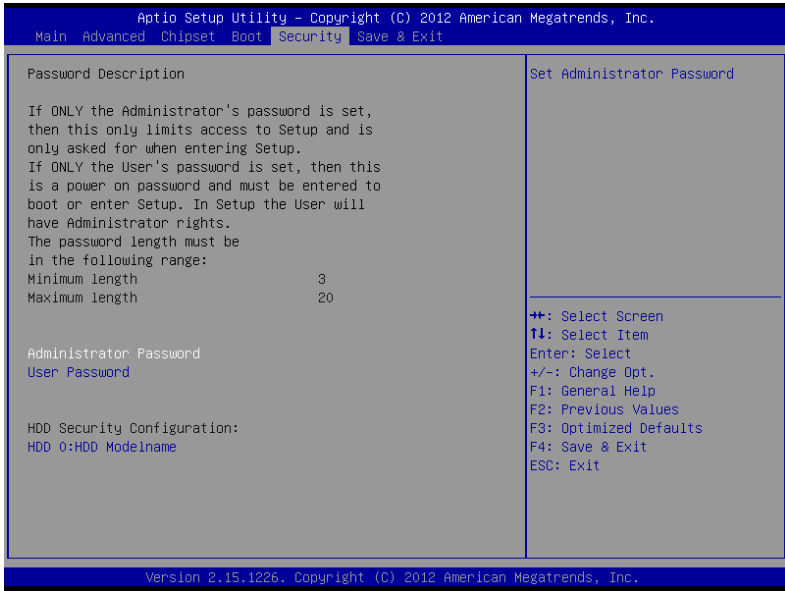 Aptio Setup Utility – Copyright (C) 2012 American Megatrends, Inc.
Main Advanced Chipset Boot Security Save & Exit
Password Description
If ONLY the Administrator's password is set,
then this only limits access to Setup and is
only asked for when entering Setup.
If ONLY the User's password is set, then this
is a power on password and must be entered to
boot or enter Setup. In Setup the User will
have Administrator rights.
The password length must be
in the following range:
Minimum length 3
Maximum length 20
Administrator Password
User Password
HDD Security Configuration:
HDD 0:HDD Modelname
Set Administrator Password
→←: Select Screen
↑↓: Select Item
Enter: Select
+/-: Change Opt.
F1: General Help
F2: Previous Values
F3: Optimized Defaults
F4: Save & Exit
ESC: Exit
Version 2.15.1226. Copyright (C) 2012 American Megatrends, Inc.